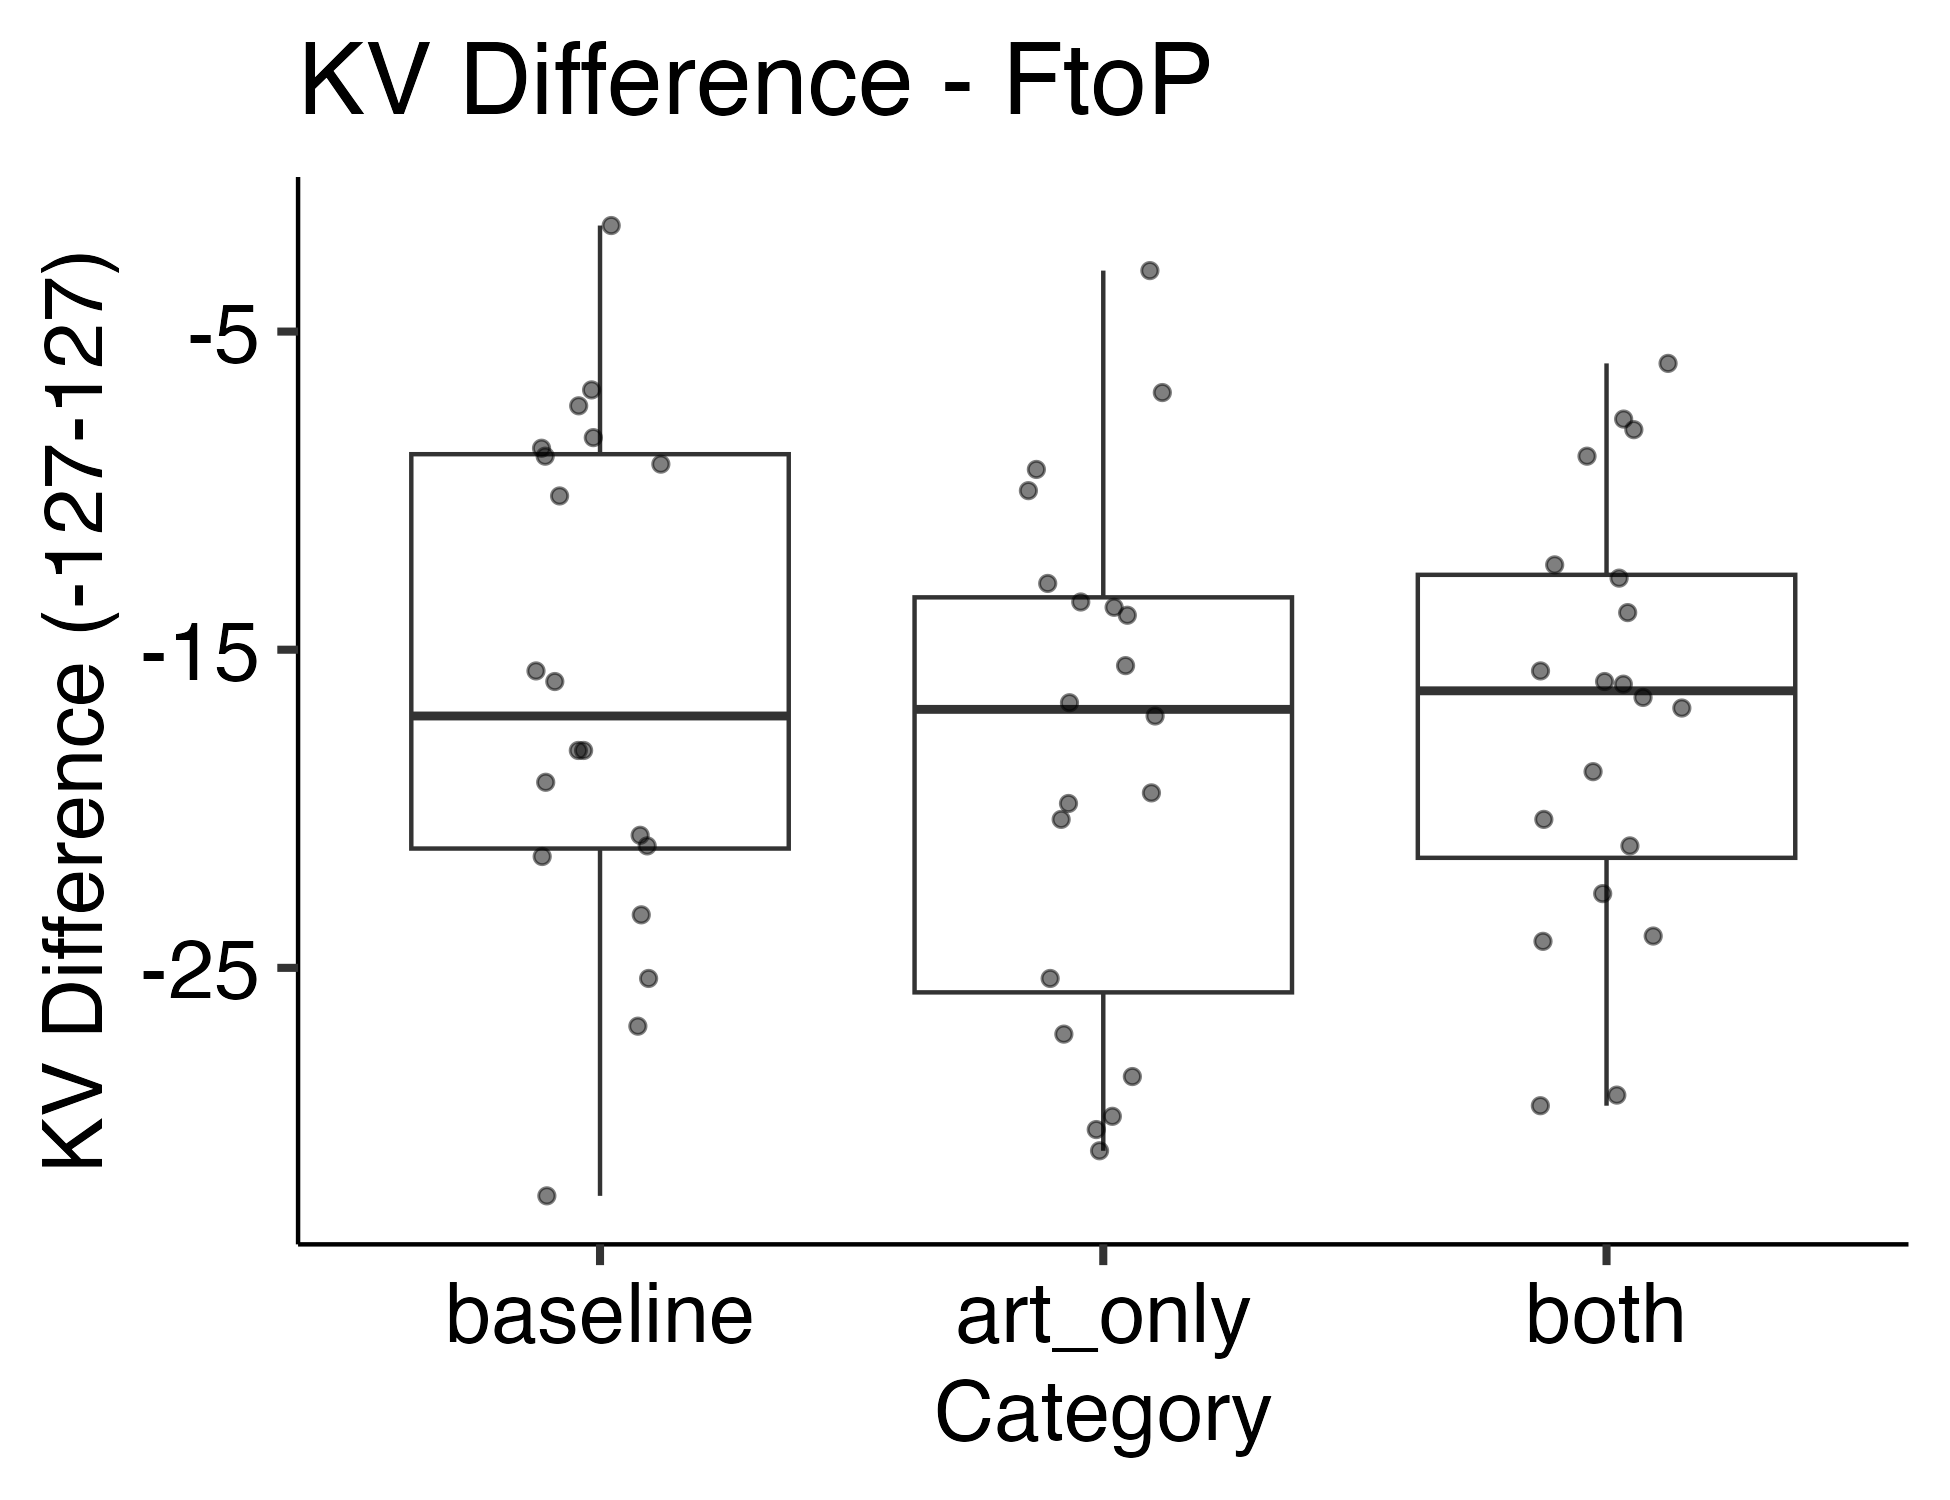 KV Difference - FtoP
KV Difference (-127-127)
-5
-15
-25
baseline
art_only
both
Category